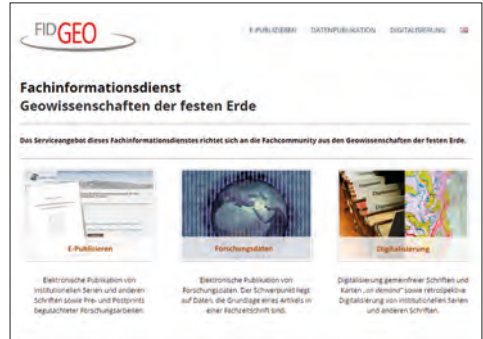 FIDGEO
E-PUBLIZIEREN DATENPUBLIKATION DIGITALISIERUNG
Fachinformationsdienst
Geowissenschaften der festen Erde
Das Serviceangebot dieses Fachinformationsdienstes richtet sich an die Fachcommunity aus den Geowissenschaften der festen Erde.
E-Publizieren
Elektronische Publikation von
institutionellen Serien und anderen
Schriften sowie Pre- und Postprints
begutachteter Forschungsarbeiten.
Forschungsdaten
Elektronische Publikation von
Forschungsdaten. Der Schwerpunkt liegt
auf Daten, die Grundlage eines Artikels in
einer Fachzeitschrift sind.
Digitalisierung
Digitalisierung gemeinfreier Schriften und
Karten „on demand“ sowie retrospektive
Digitalisierung von institutionellen Serien
und anderen Schriften.